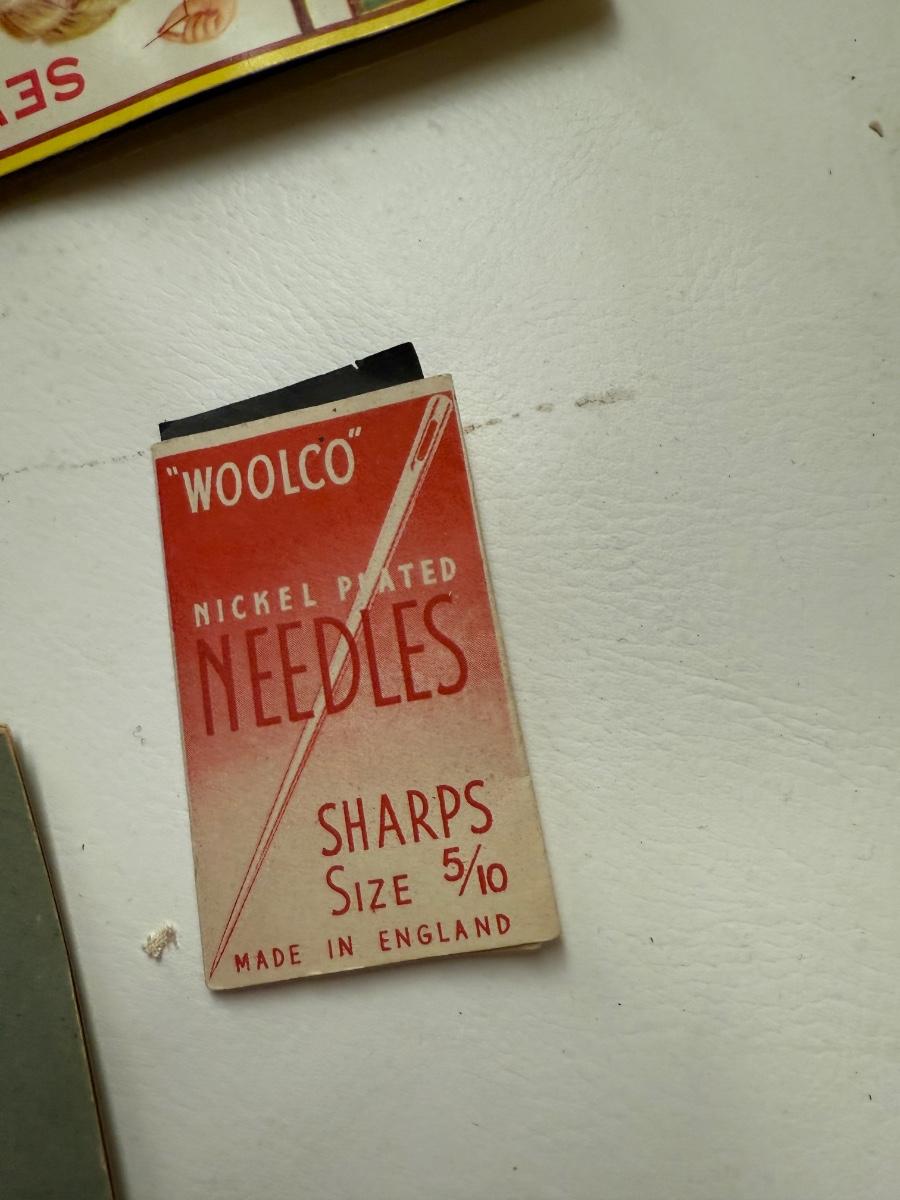 "WOOLCO"
NICKEL PLATED
NEEDLES
SHARPS
SIZE 5/10
MADE IN ENGLAND